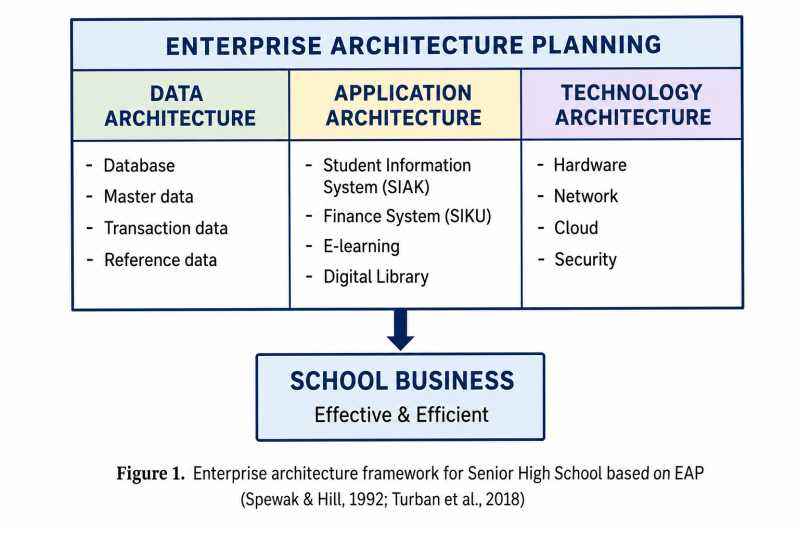 ENTERPRISE ARCHITECTURE PLANNING
DATA
ARCHITECTURE
- Database
- Master data
- Transaction data
- Reference data
APPLICATION
ARCHITECTURE
- Student Information
System (SIAK)
- Finance System (SIKU)
- E-learning
- Digital Library
TECHNOLOGY
ARCHITECTURE
- Hardware
- Network
- Cloud
- Security
SCHOOL BUSINESS
Effective & Efficient
Figure 1. Enterprise architecture framework for Senior High School based on EAP
(Spewak & Hill, 1992; Turban et al., 2018)